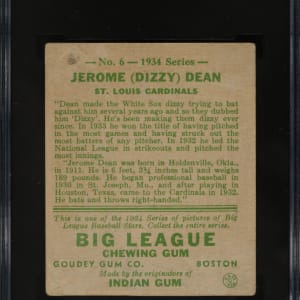 No. 6 — 1934 Series
JEROME (DIZZY) DEAN
ST. LOUIS CARDINALS
"Dean made the White Sox dizzy trying to bat
against him several years ago and so they dubbed
him 'Dizzy'. He's been making them dizzy ever
since. In 1933 he won the title of having pitched
in the most games and having struck out the
most batters of any pitcher. In 1932 he led the
National League in strikeouts and pitched the
most innings.
"Jerome Dean was born in Holdenville, Okla.,
in 1911. He is 6 feet, 3¾ inches tall and weighs
189 pounds. He began professional baseball in
1930 in St. Joseph, Mo., and after playing in
Houston, Texas, came to the Cardinals in 1932.
He bats and throws right-handed."
This is one of the 1934 Series of pictures of Big
League Baseball Stars. Collect the entire series.
BIG LEAGUE
CHEWING GUM
GOUDEY GUM CO. BOSTON
Made by the originators of
INDIAN GUM